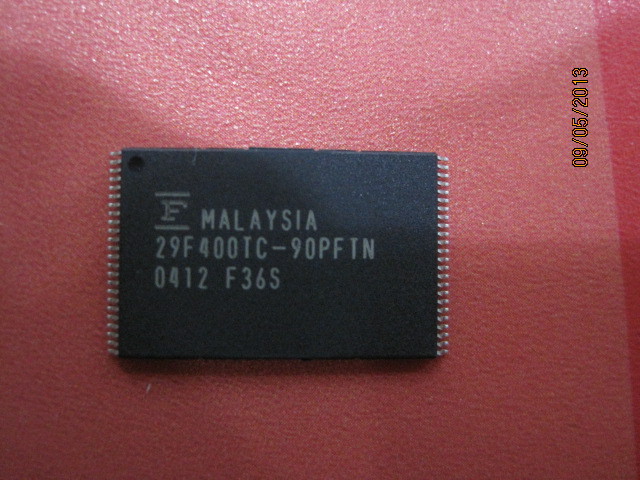 F MALAYSIA
29F400TC-90PFTN
0412 F36S
09/05/2013